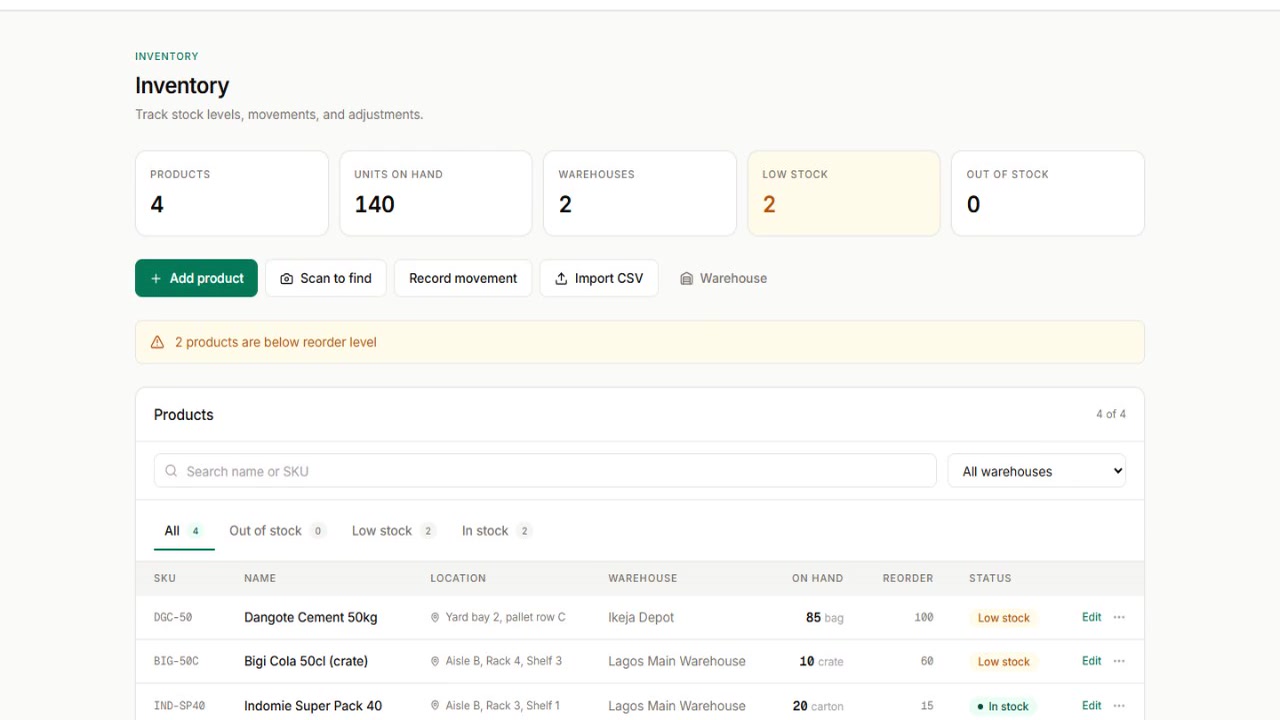 INVENTORY
Inventory
Track stock levels, movements, and adjustments.
PRODUCTS UNITS ON HAND WAREHOUSES LOW STOCK OUT OF STOCK
4 140 2 2 0
+ Add product Scan to find Record movement Import CSV Warehouse
2 products are below reorder level
Products 4 of 4
Search name or SKU All warehouses
All 4 Out of stock 0 Low stock 2 In stock 2
SKU NAME LOCATION WAREHOUSE ON HAND REORDER STATUS
DGC-50 Dangote Cement 50kg Yard bay 2, pallet row C Ikeja Depot 85 bag 100 Low stock Edit ···
BIG-50C Bigi Cola 50cl (crate) Aisle B, Rack 4, Shelf 3 Lagos Main Warehouse 10 crate 60 Low stock Edit ···
IND-SP40 Indomie Super Pack 40 Aisle B, Rack 3, Shelf 1 Lagos Main Warehouse 20 carton 15 In stock Edit ···